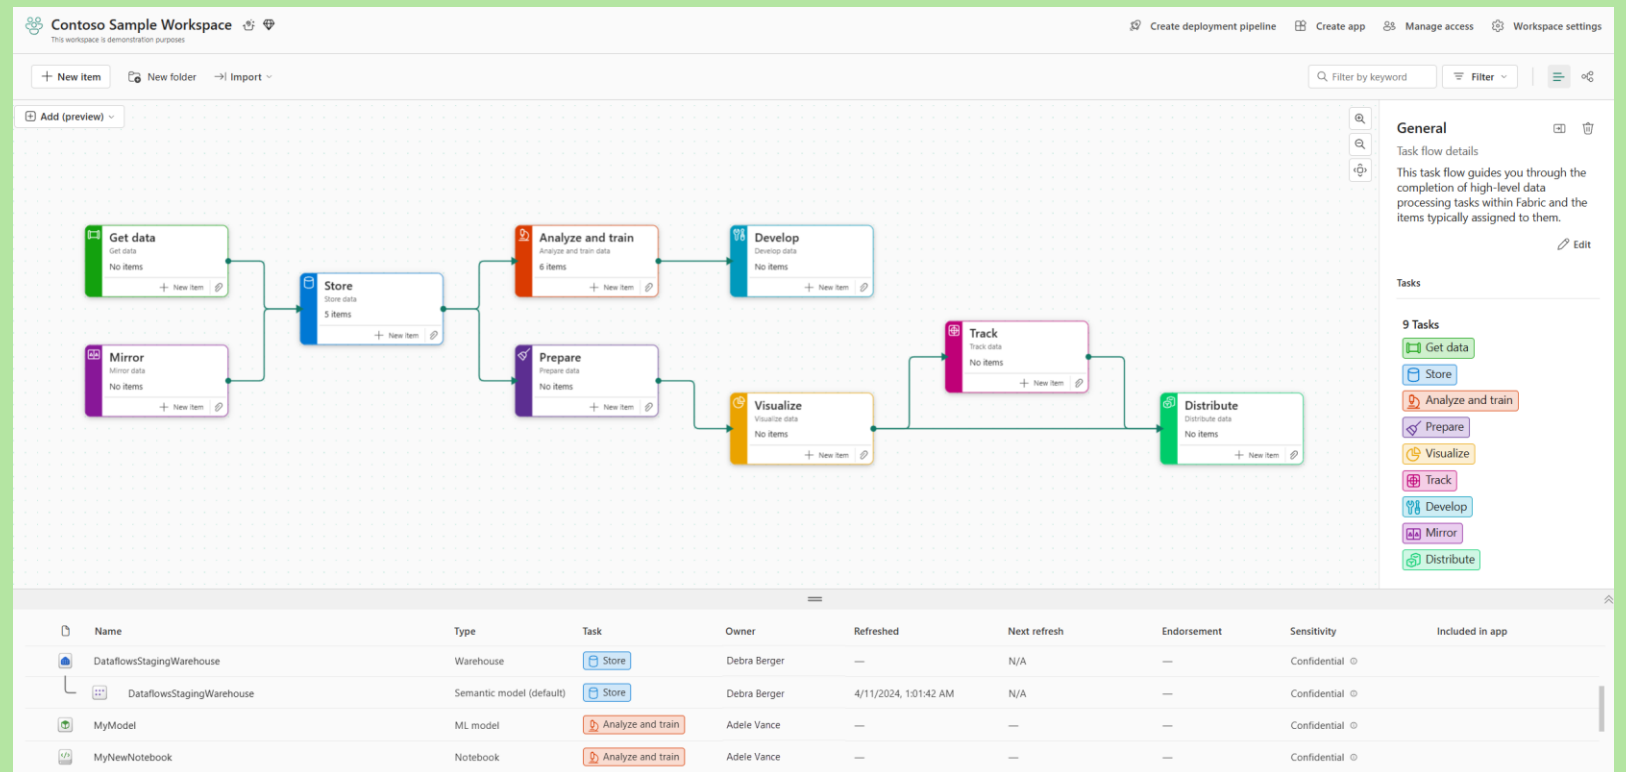 Contoso Sample Workspace
This workspace is demonstration purposes
Create deployment pipeline
Create app
Manage access
Workspace settings
New item
New folder
Import
Filter by keyword
Filter
Add (preview)
Get data
Get data
No items
New item
Mirror
Mirror data
No items
New item
Store
Store data
5 items
New item
Analyze and train
Analyze and train data
6 items
New item
Prepare
Prepare data
No items
New item
Develop
Develop data
No items
New item
Visualize
Visualize data
No items
New item
Track
Track data
No items
New item
Distribute
Distribute data
No items
New item
General
Task flow details
This task flow guides you through the
completion of high-level data
processing tasks within Fabric and the
items typically assigned to them.
Edit
Tasks
9 Tasks
Get data
Store
Analyze and train
Prepare
Visualize
Track
Develop
Mirror
Distribute
Name Type Task Owner Refreshed Next refresh Endorsement Sensitivity Included in app
DataflowsStagingWarehouse Warehouse Store Debra Berger — N/A — Confidential
DataflowsStagingWarehouse Semantic model (default) Store Debra Berger 4/11/2024, 1:01:42 AM N/A — Confidential
MyModel ML model Analyze and train Adele Vance — — — Confidential
MyNewNotebook Notebook Analyze and train Adele Vance — — — Confidential